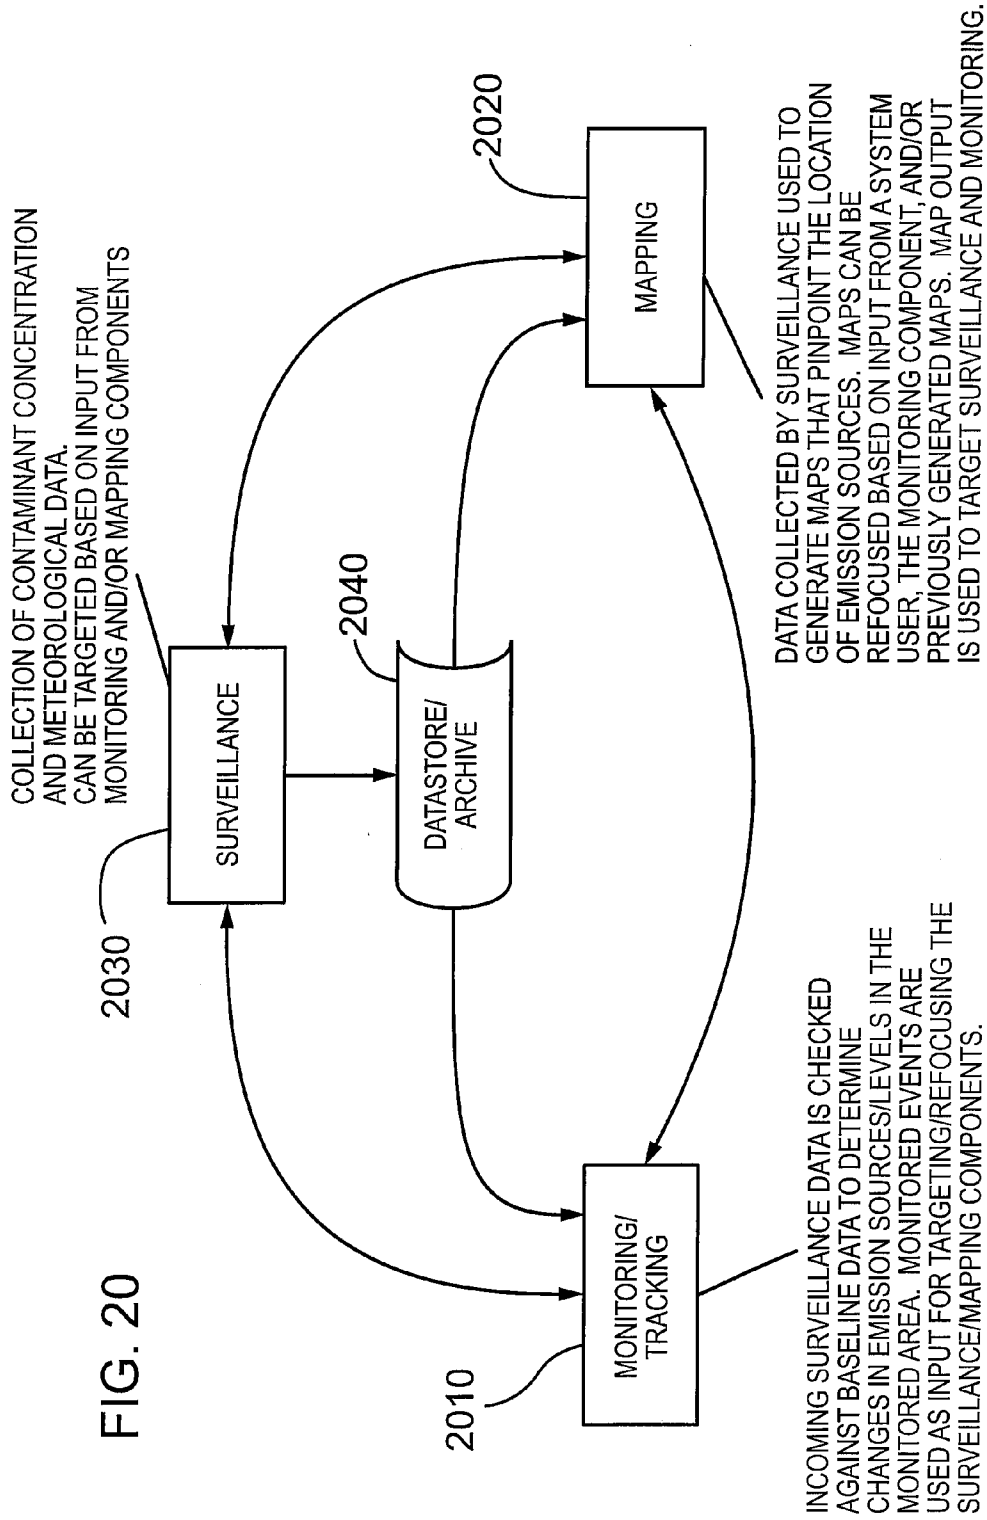 FIG. 20
COLLECTION OF CONTAMINANT CONCENTRATION
AND METEOROLOGICAL DATA.
CAN BE TARGETED BASED ON INPUT FROM
MONITORING AND/OR MAPPING COMPONENTS
2030
SURVEILLANCE
2040
DATASTORE/
ARCHIVE
2010
MONITORING/
TRACKING
2020
MAPPING
INCOMING SURVEILLANCE DATA IS CHECKED
AGAINST BASELINE DATA TO DETERMINE
CHANGES IN EMISSION SOURCES/LEVELS IN THE
MONITORED AREA. MONITORED EVENTS ARE
USED AS INPUT FOR TARGETING/REFOCUSING THE
SURVEILLANCE/MAPPING COMPONENTS.
DATA COLLECTED BY SURVEILLANCE USED TO
GENERATE MAPS THAT PINPOINT THE LOCATION
OF EMISSION SOURCES. MAPS CAN BE
REFOCUSED BASED ON INPUT FROM A SYSTEM
USER, THE MONITORING COMPONENT, AND/OR
PREVIOUSLY GENERATED MAPS. MAP OUTPUT
IS USED TO TARGET SURVEILLANCE AND MONITORING.